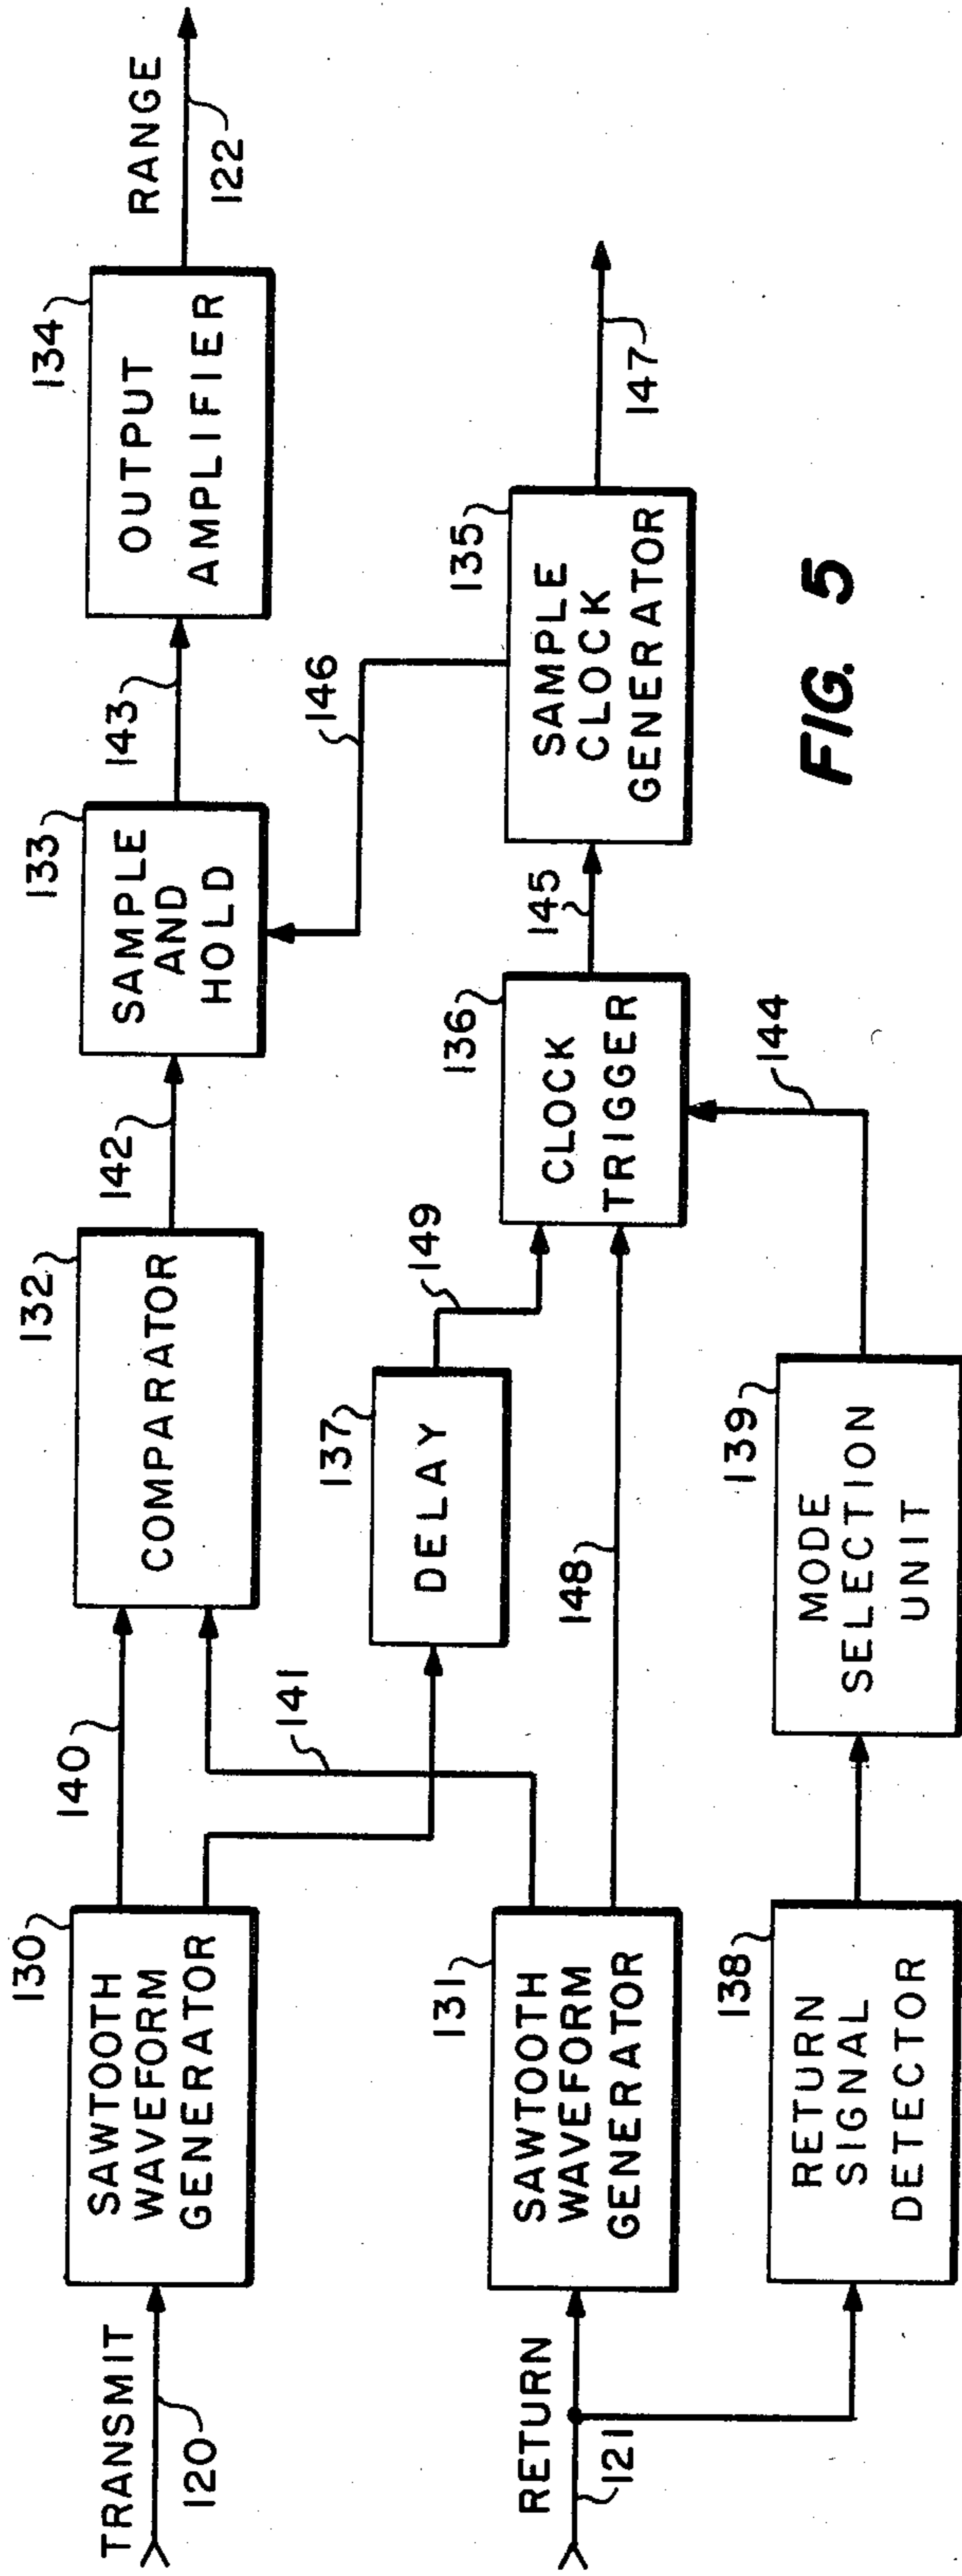 TRANSMIT
120
130
SAWTOOTH
WAVEFORM
GENERATOR
140
141
132
COMPARATOR
142
133
SAMPLE
AND
HOLD
143
134
OUTPUT
AMPLIFIER
RANGE
122
137
DELAY
149
146
RETURN
121
131
SAWTOOTH
WAVEFORM
GENERATOR
148
136
CLOCK
TRIGGER
145
135
SAMPLE
CLOCK
GENERATOR
147
138
RETURN
SIGNAL
DETECTOR
139
MODE
SELECTION
UNIT
144
FIG. 5